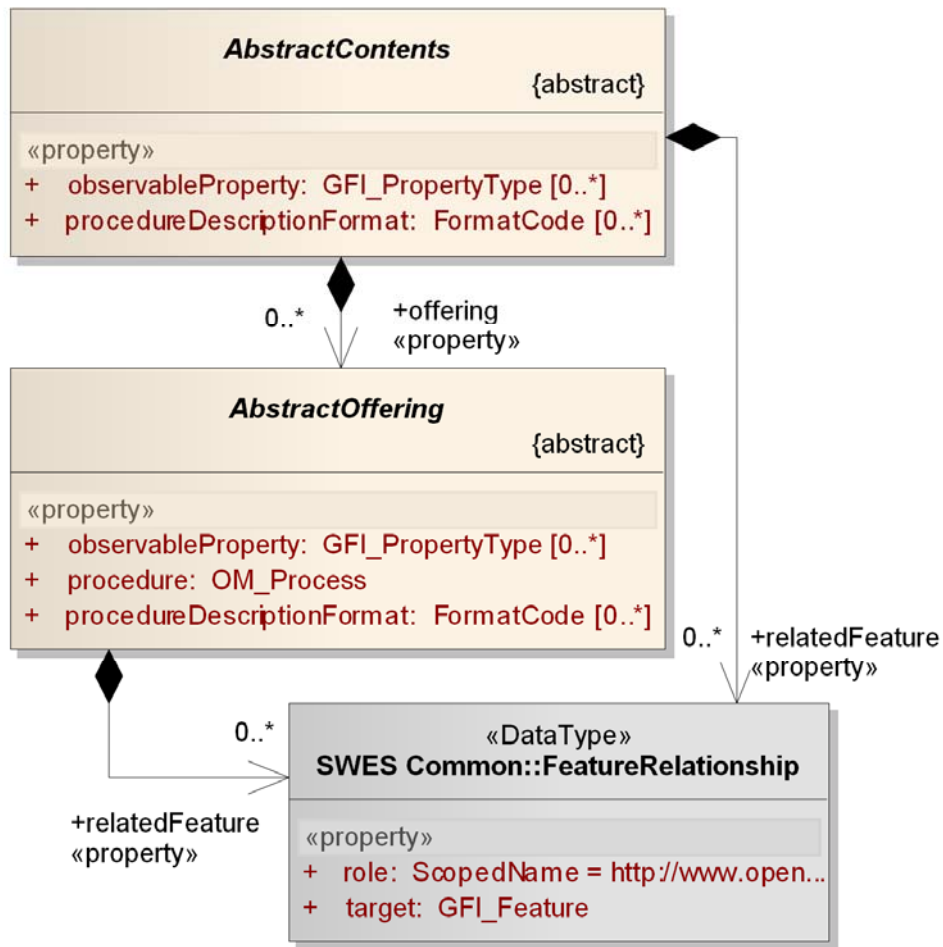 AbstractContents
{abstract}
«property»
+ observableProperty: GFI_PropertyType [0..*]
+ procedureDescriptionFormat: FormatCode [0..*]
0..*
+offering
«property»
AbstractOffering
{abstract}
«property»
+ observableProperty: GFI_PropertyType [0..*]
+ procedure: OM_Process
+ procedureDescriptionFormat: FormatCode [0..*]
0..*
+relatedFeature
«property»
0..*
+relatedFeature
«property»
«DataType»
SWES Common::FeatureRelationship
«property»
+ role: ScopedName = http://www.open...
+ target: GFI_Feature